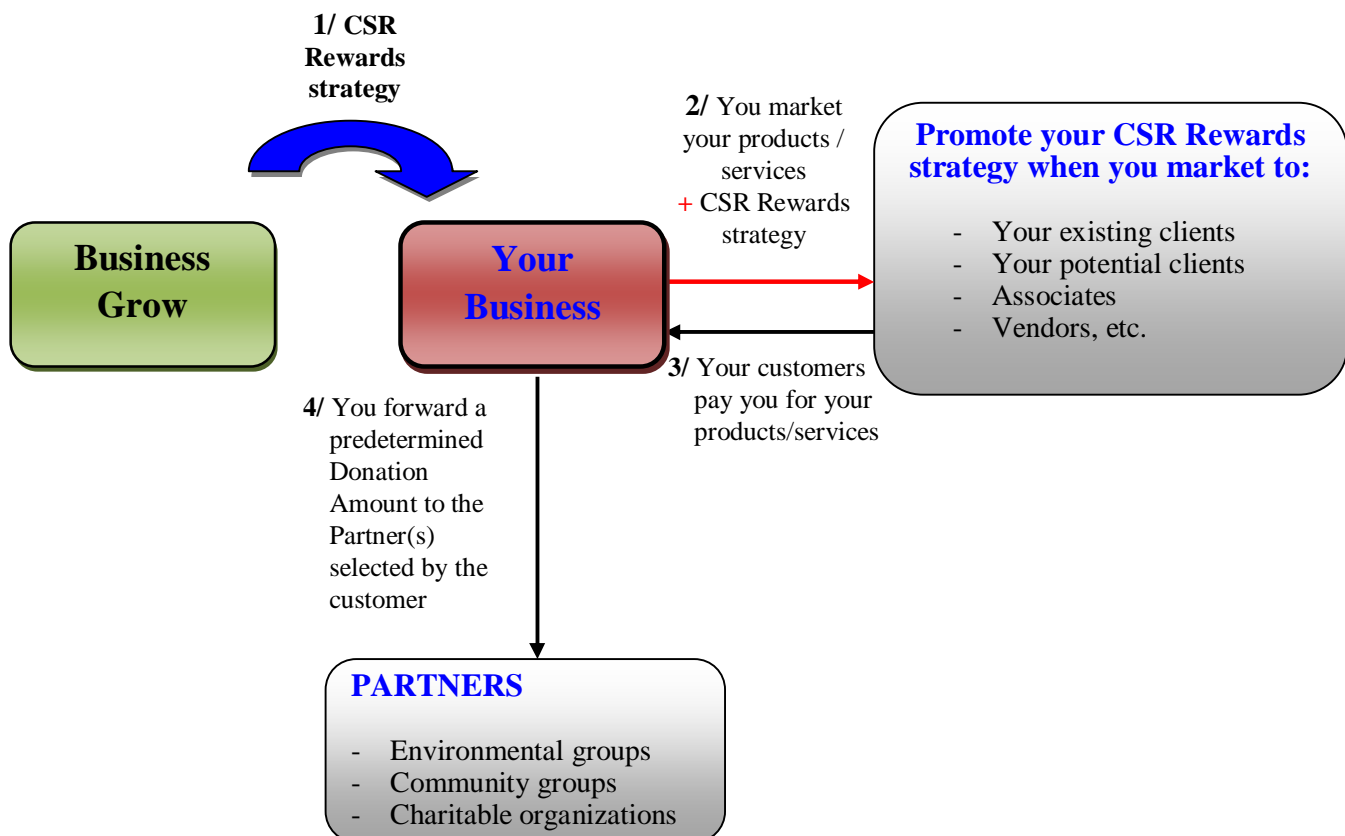 1/ CSR
Rewards
strategy
Business
Grow
Your
Business
2/ You market
your products /
services
+ CSR Rewards
strategy
Promote your CSR Rewards
strategy when you market to:
- Your existing clients
- Your potential clients
- Associates
- Vendors, etc.
3/ Your customers
pay you for your
products/services
4/ You forward a
predetermined
Donation
Amount to the
Partner(s)
selected by the
customer
PARTNERS
- Environmental groups
- Community groups
- Charitable organizations